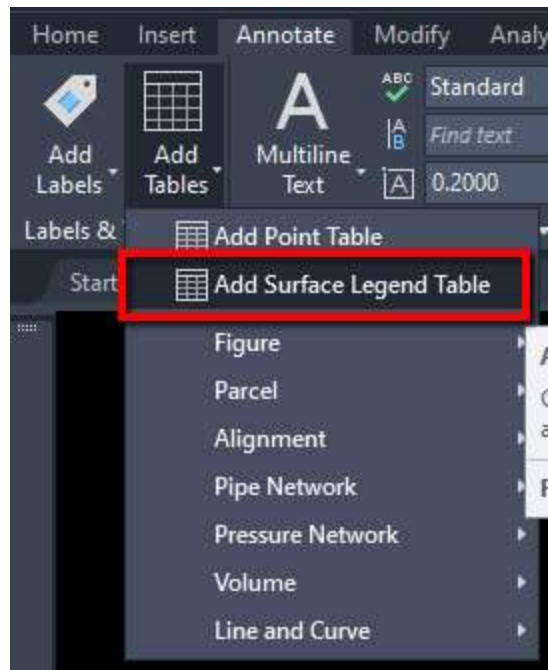 Home Insert Annotate Modify Analy
Add Labels
Add Tables
Multiline Text
ABC Standard
A B Find text
A 0.2000
Labels &
Start
Add Point Table
Add Surface Legend Table
Figure
Parcel
Alignment
Pipe Network
Pressure Network
Volume
Line and Curve